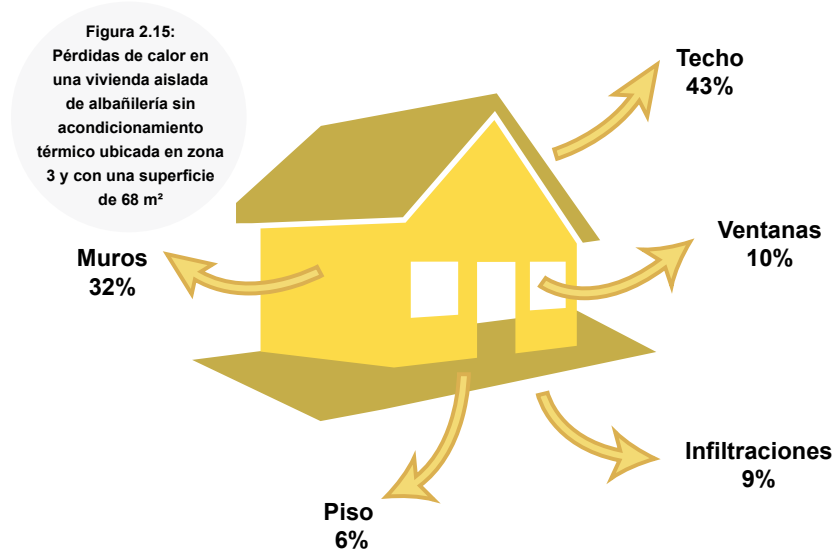 Figura 2.15:
Pérdidas de calor en
una vivienda aislada
de albañilería sin
acondicionamiento
térmico ubicada en zona
3 y con una superficie
de 68 m²
Techo
43%
Ventanas
10%
Muros
32%
Infiltraciones
9%
Piso
6%